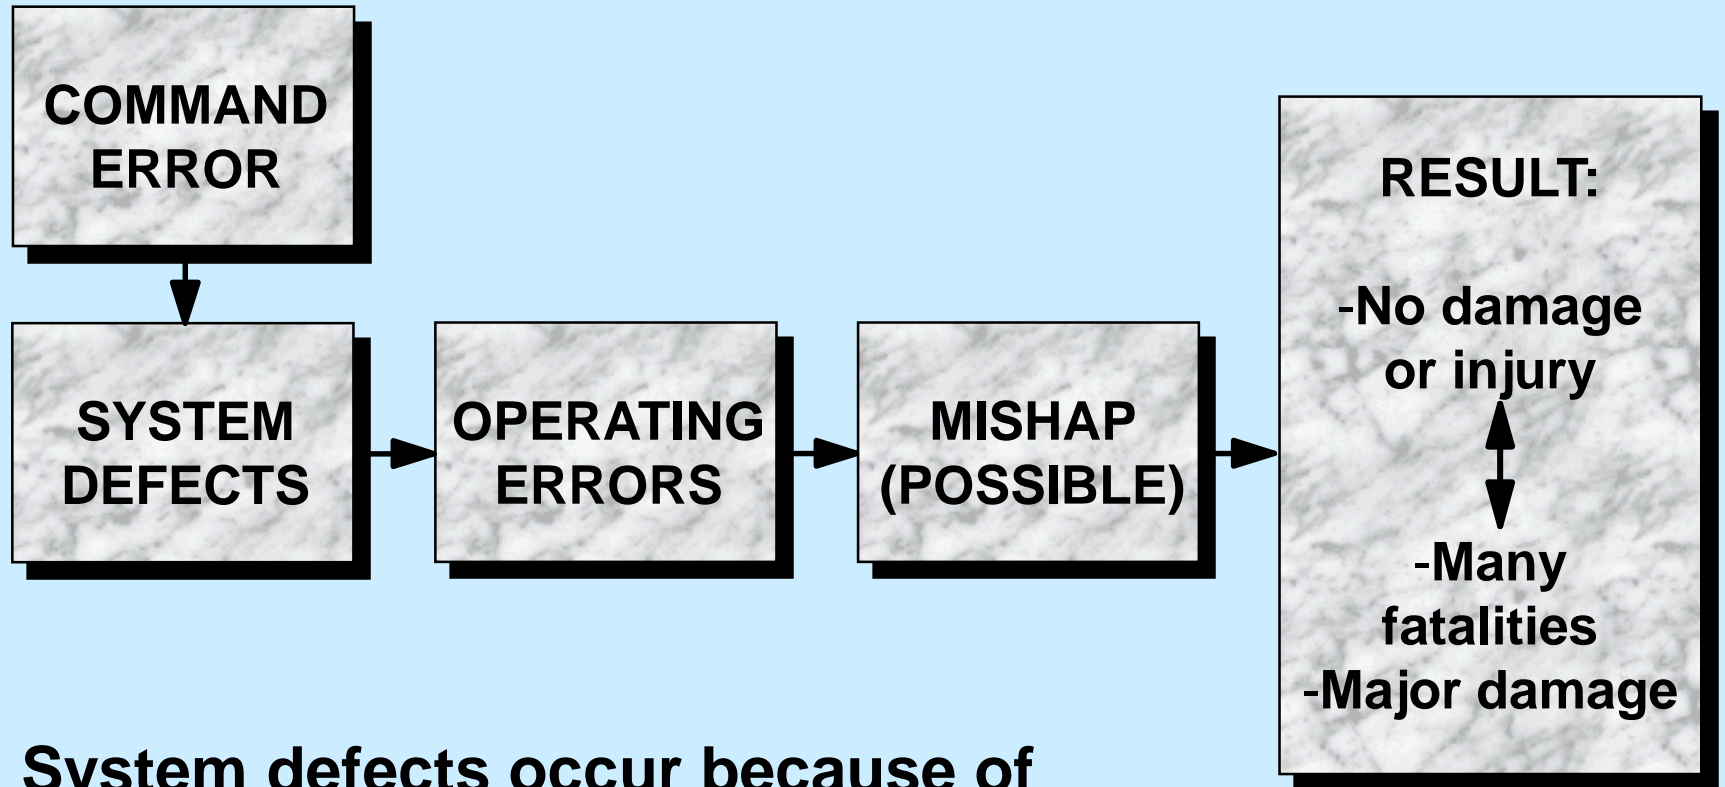 COMMAND
ERROR
SYSTEM
DEFECTS
OPERATING
ERRORS
MISHAP
(POSSIBLE)
RESULT:
-No damage
or injury
-Many
fatalities
-Major damage
System defects occur because of